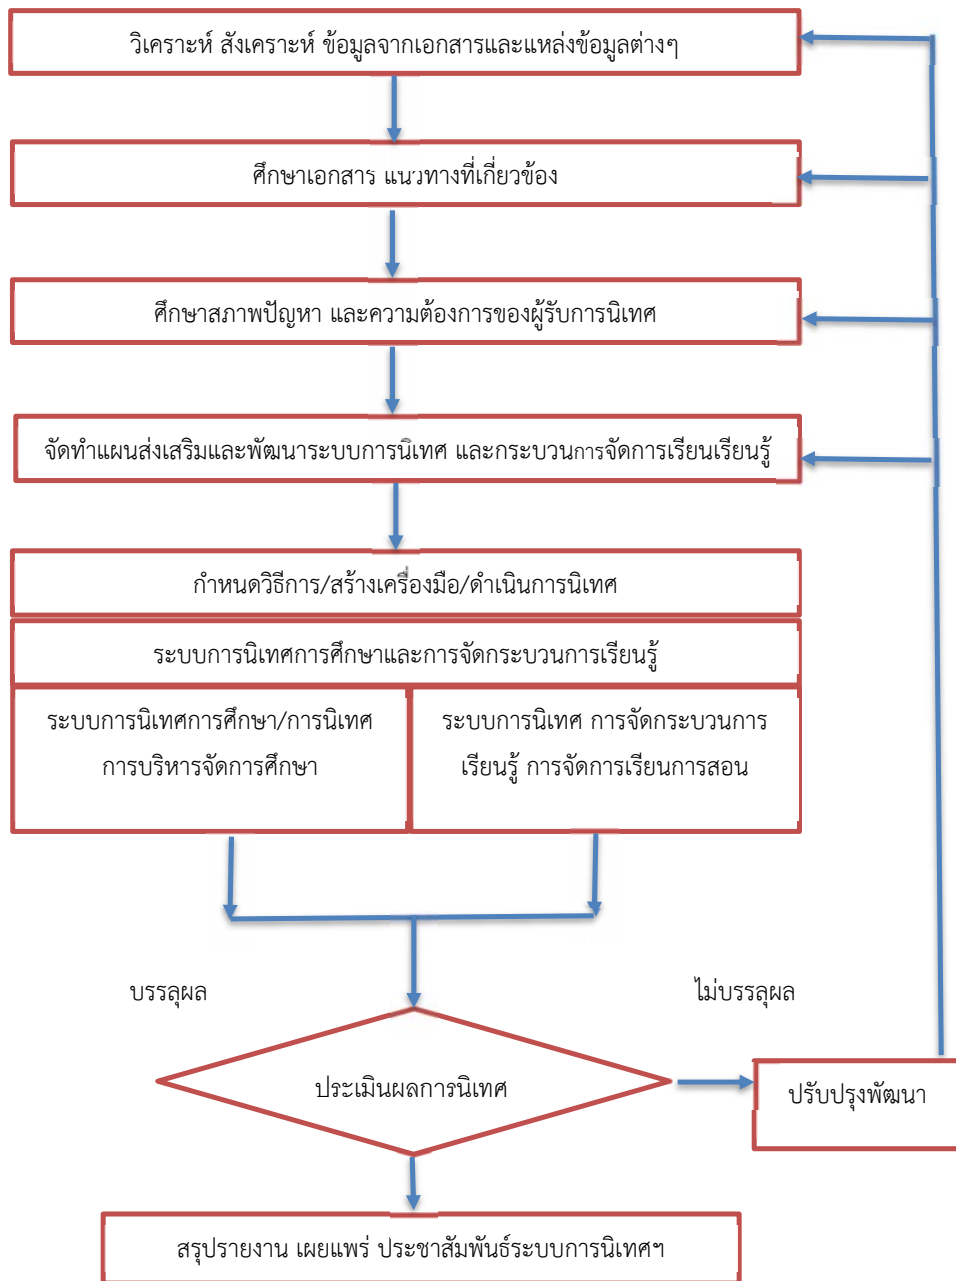 วิเคราะห์ สังเคราะห์ ข้อมูลจากเอกสารและแหล่งข้อมูลต่างๆ
ศึกษาเอกสาร แนวทางที่เกี่ยวข้อง
ศึกษาสภาพปัญหา และความต้องการของผู้รับการนิเทศ
จัดทำแผนส่งเสริมและพัฒนาระบบการนิเทศ และกระบวนการจัดการเรียนเรียนรู้
กำหนดวิธีการ/สร้างเครื่องมือ/ดำเนินการนิเทศ
ระบบการนิเทศการศึกษาและการจัดกระบวนการเรียนรู้
ระบบการนิเทศการศึกษา/การนิเทศ
การบริหารจัดการศึกษา
ระบบการนิเทศ การจัดกระบวนการ
เรียนรู้ การจัดการเรียนการสอน
บรรลุผล
ไม่บรรลุผล
ประเมินผลการนิเทศ
ปรับปรุงพัฒนา
สรุปรายงาน เผยแพร่ ประชาสัมพันธ์ระบบการนิเทศฯ